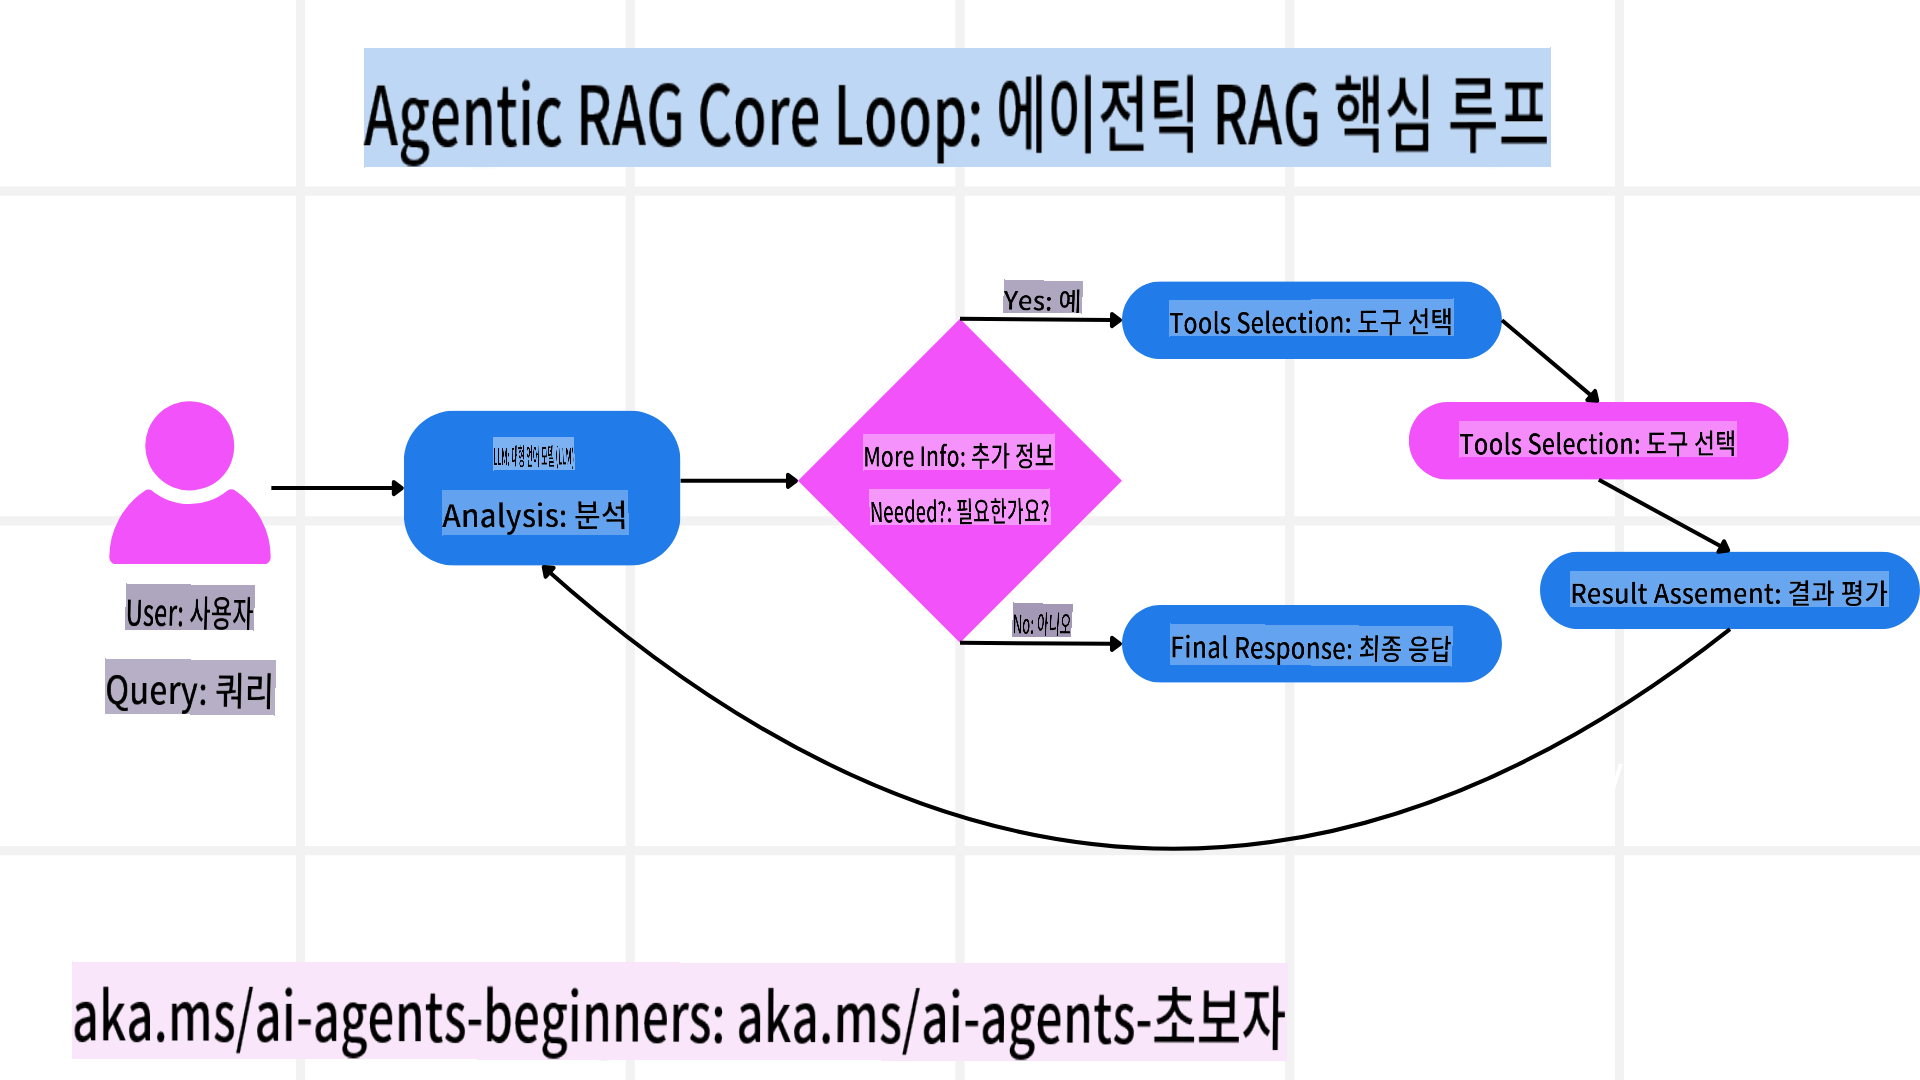 Agentic RAG Core Loop: 에이전틱 RAG 핵심 루프
Yes: 예
Tools Selection: 도구 선택
Tools Selection: 도구 선택
LLM: 대형 언어 모델 (LLM)
Analysis: 분석
More Info: 추가 정보
Needed?: 필요한가요?
Result Assement: 결과 평가
User: 사용자
Query: 쿼리
No: 아니오
Final Response: 최종 응답
aka.ms/ai-agents-beginners: aka.ms/ai-agents-초보자